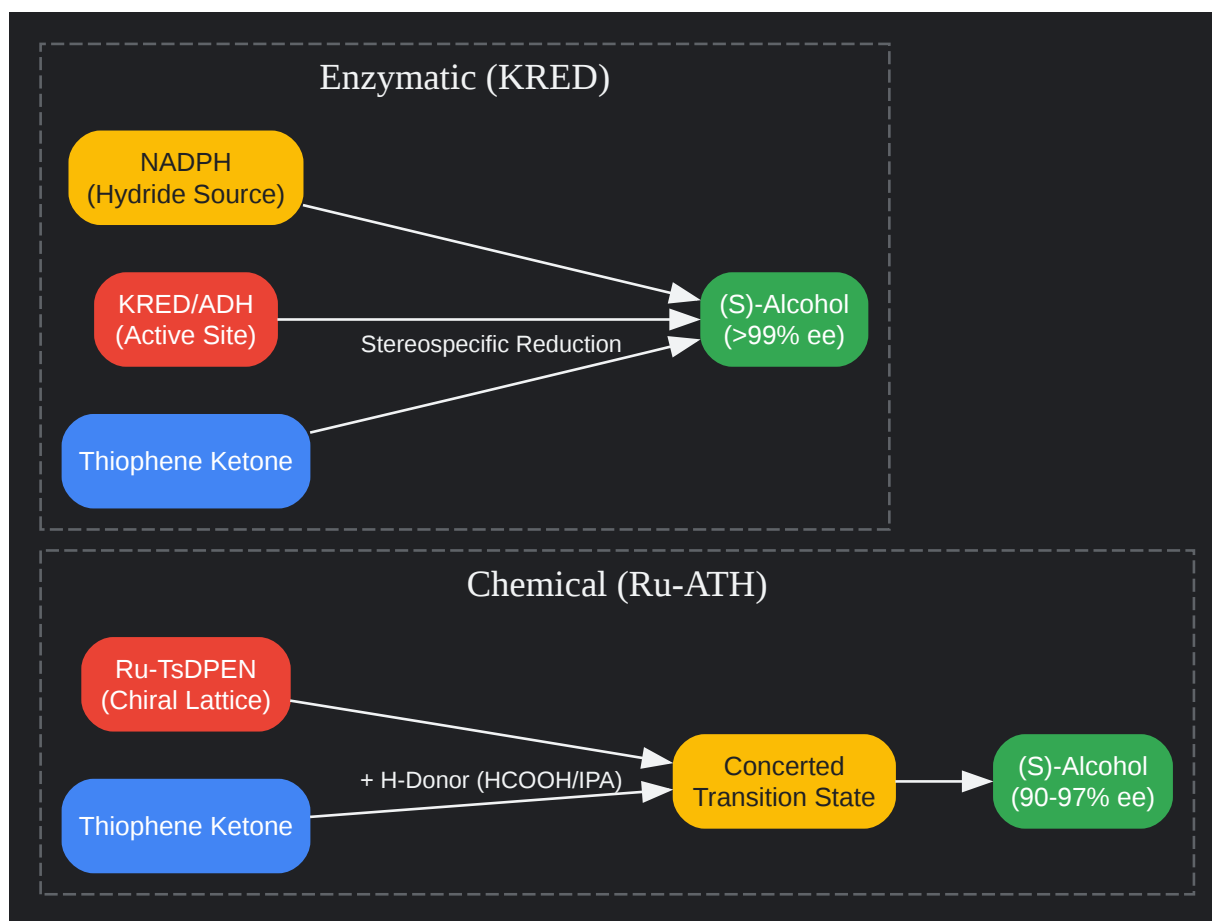 Enzymatic (KRED)
NADPH
(Hydride Source)
KRED/ADH
(Active Site)
(S)-Alcohol
(>99% ee)
Stereospecific Reduction
Thiophene Ketone
Chemical (Ru-ATH)
Ru-TsDPEN
(Chiral Lattice)
+ H-Donor (HCOOH/IPA)
Thiophene Ketone
Concerted
Transition State
(S)-Alcohol
(90-97% ee)